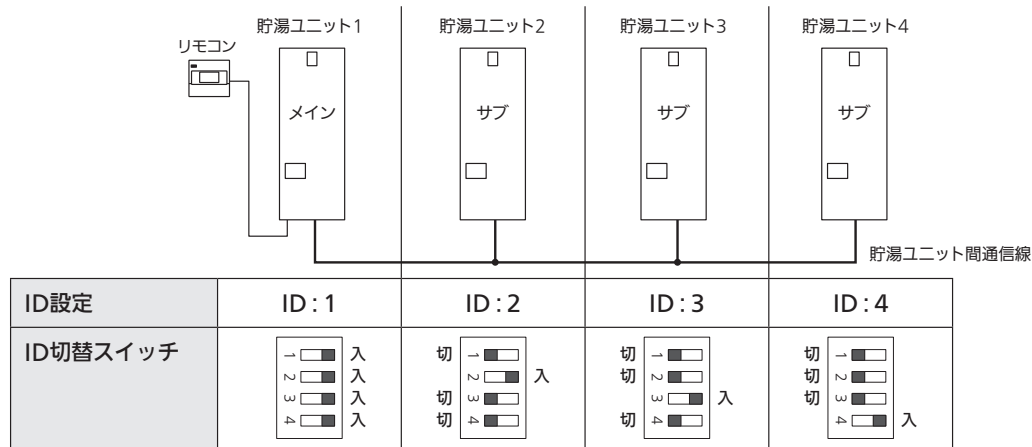 貯湯ユニット1
貯湯ユニット2
貯湯ユニット3
貯湯ユニット4
リモコン
メイン
サブ
サブ
サブ
貯湯ユニット間通信線
ID設定
ID:1
ID:2
ID:3
ID:4
ID切替スイッチ
1 入
2 入
3 入
4 入
切 1
2 入
切 3
切 4
切 1
切 2
3 入
切 4
切 1
切 2
切 3
4 入